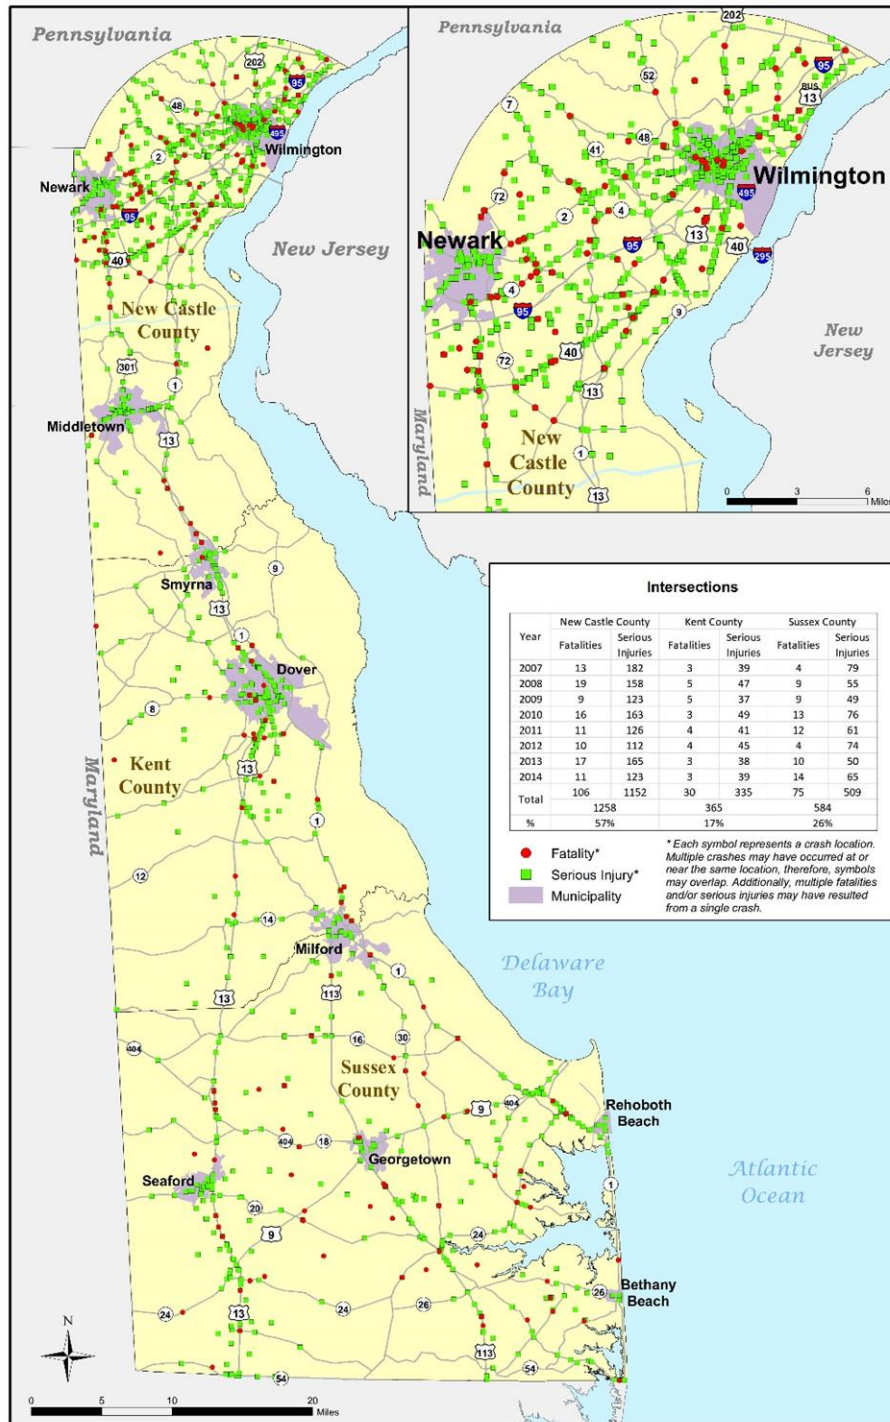 Pennsylvania
202
95
48
495
2
Wilmington
Newark
95
New Jersey
40
New Castle
County
301
1
Middletown
13
9
Smyrna
13
1
Dover
8
Maryland
Kent
County
13
1
12
14
Milford
1
Delaware
Bay
13
113
404
16
30
Sussex
County
9
404
Rehoboth
Beach
404
18
Georgetown
Seaford
Atlantic
Ocean
1
20
9
24
Bethany
Beach
26
24
24
26
13
113
54
54
N
0 5 10 20
Miles
Pennsylvania
202
52
95
BUS
13
7
48
41
Wilmington
495
72
2
4
13
Newark
95
40
295
4
9
95
New
Jersey
72
40
13
Maryland
New
Castle
County
1
13
0 3 6
Miles
Intersections
Year New Castle County Kent County Sussex County
Fatalities Serious Injuries Fatalities Serious Injuries Fatalities Serious Injuries
2007 13 182 3 39 4 79
2008 19 158 5 47 9 55
2009 9 123 5 37 9 49
2010 16 163 3 49 13 76
2011 11 126 4 41 12 61
2012 10 112 4 45 4 74
2013 17 165 3 38 10 50
2014 11 123 3 39 14 65
Total 106 1152 30 335 75 509
1258 365 584
% 57% 17% 26%
Fatality*
Serious Injury*
Municipality
* Each symbol represents a crash location.
Multiple crashes may have occurred at or
near the same location, therefore, symbols
may overlap. Additionally, multiple fatalities
and/or serious injuries may have resulted
from a single crash.